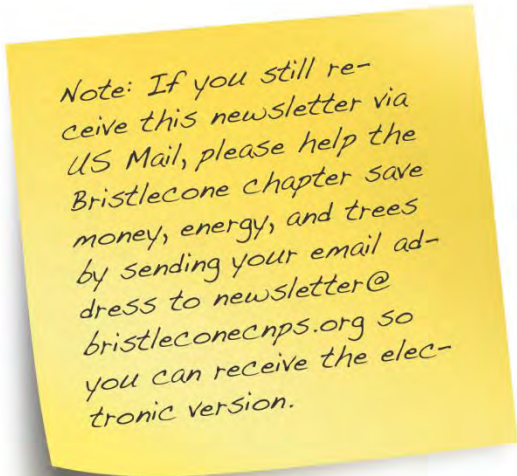 Note: If you still re-
ceive this newsletter via
US Mail, please help the
Bristlecone chapter save
money, energy, and trees
by sending your email ad-
dress to newsletter@
bristleconecnps.org so
you can receive the elec-
tronic version.